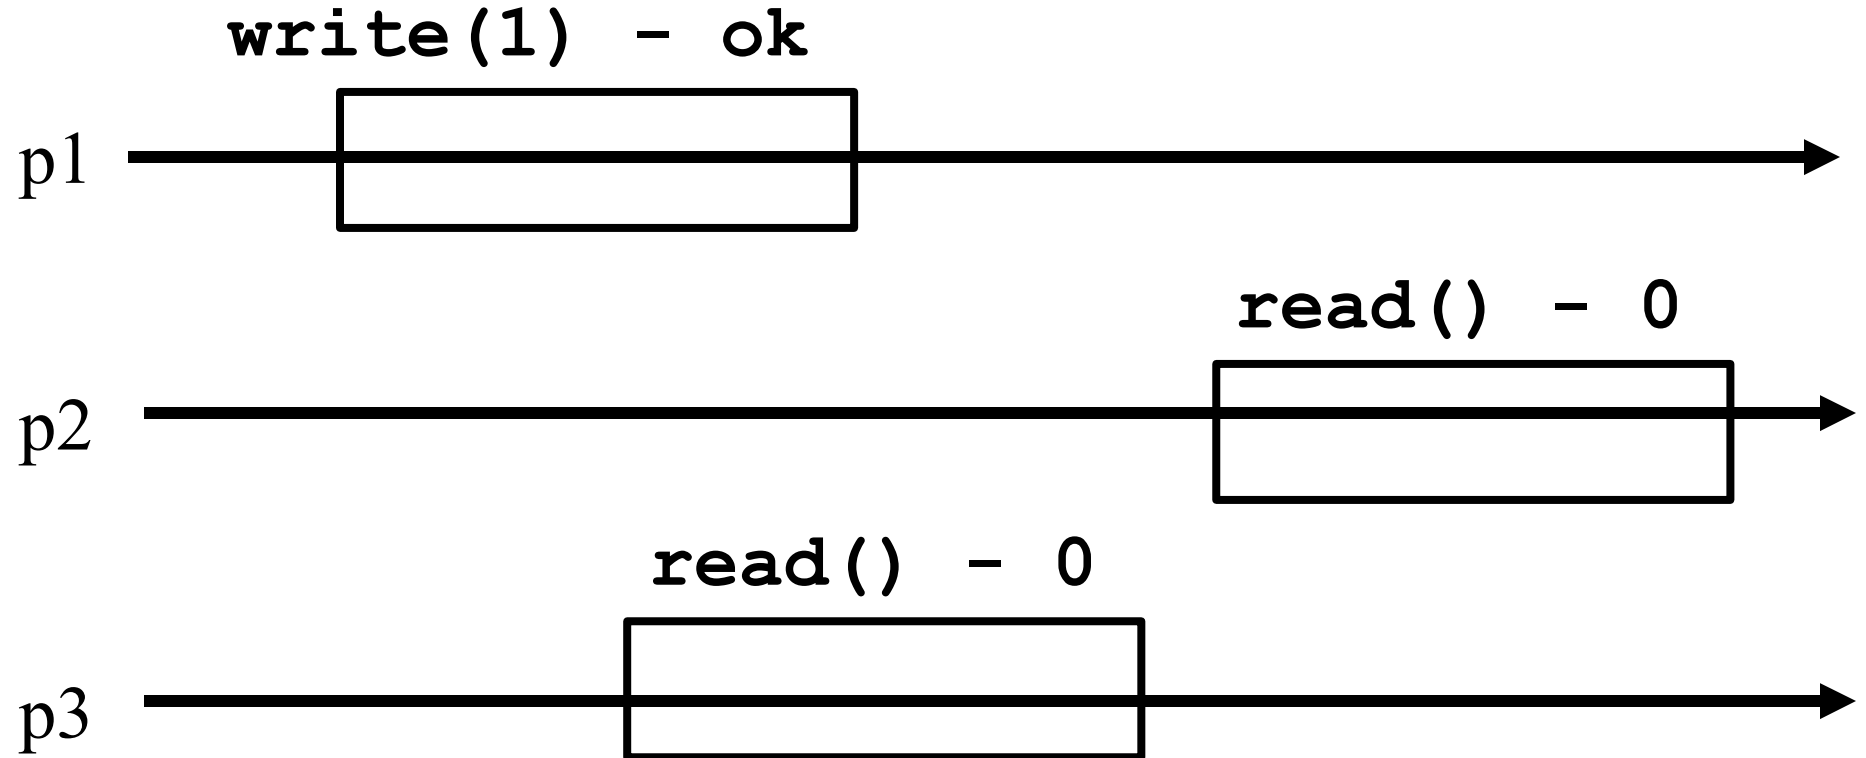 write(1) - ok
p1
read() - 0
p2
read() - 0
p3